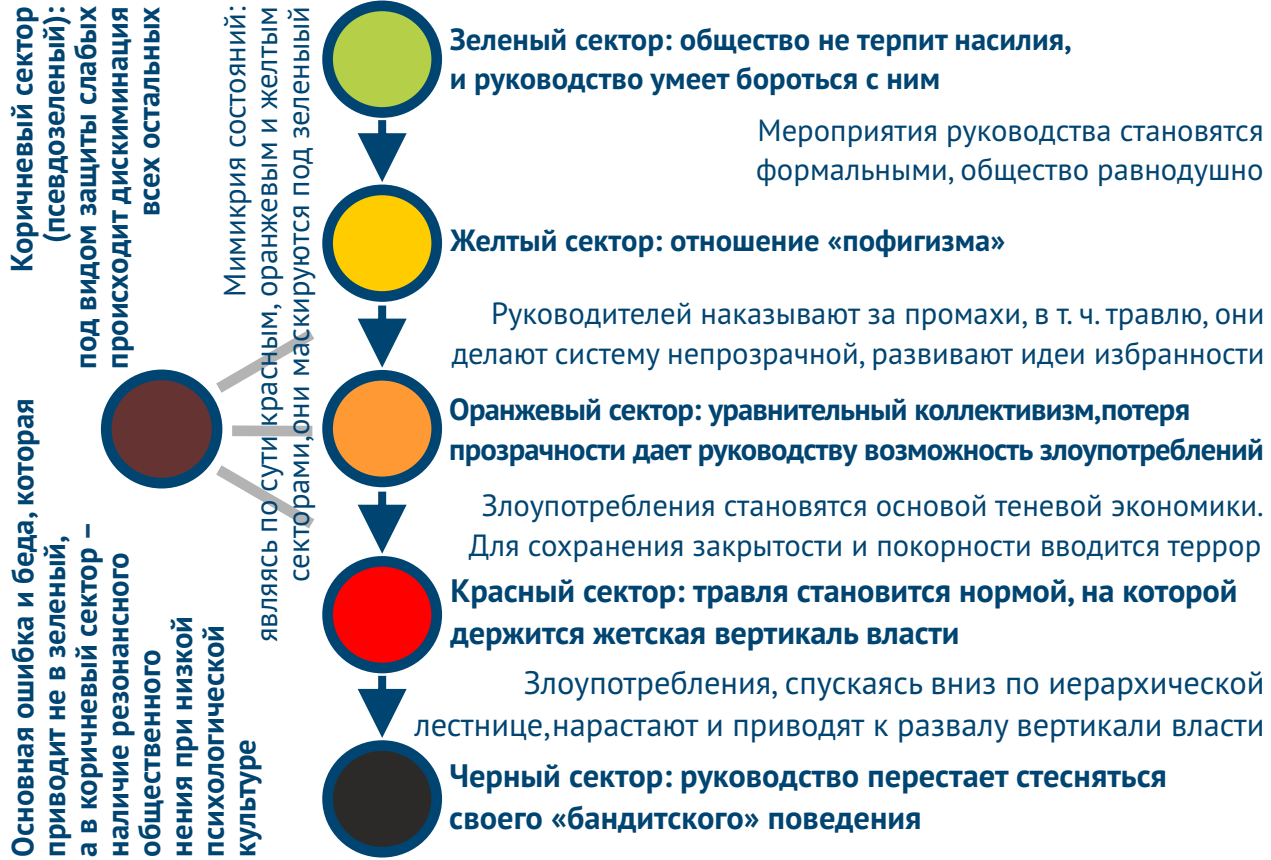 Зеленый сектор: общество не терпит насилия,
и руководство умеет бороться с ним
Мероприятия руководства становятся
формальными, общество равнодушно
Желтый сектор: отношение «пофигизма»
Руководителей наказывают за промахи, в т. ч. травлю, они
делают систему непрозрачной, развивают идеи избранности
Оранжевый сектор: уравнительный коллективизм,потеря
прозрачности дает руководству возможность злоупотреблений
Злоупотребления становятся основой теневой экономики.
Для сохранения закрытости и покорности вводится террор
Красный сектор: травля становится нормой, на которой
держится жетская вертикаль власти
Злоупотребления, спускаясь вниз по иерархической
лестнице,нарастают и приводят к развалу вертикали власти
Черный сектор: руководство перестает стесняться
своего «бандитского» поведения
Коричневый сектор
(псевдозеленый):
под видом защиты слабых
происходит дискиминация
всех остальных
Мимикрия состояний:
являясь по сути красным, оранжевым и желтым
секторами,они маскируются под зеленый
Основная ошибка и беда, которая
приводит не в зеленый,
а в коричневый сектор –
наличие резонансного
общественного
нения при низкой
психологической
культуре